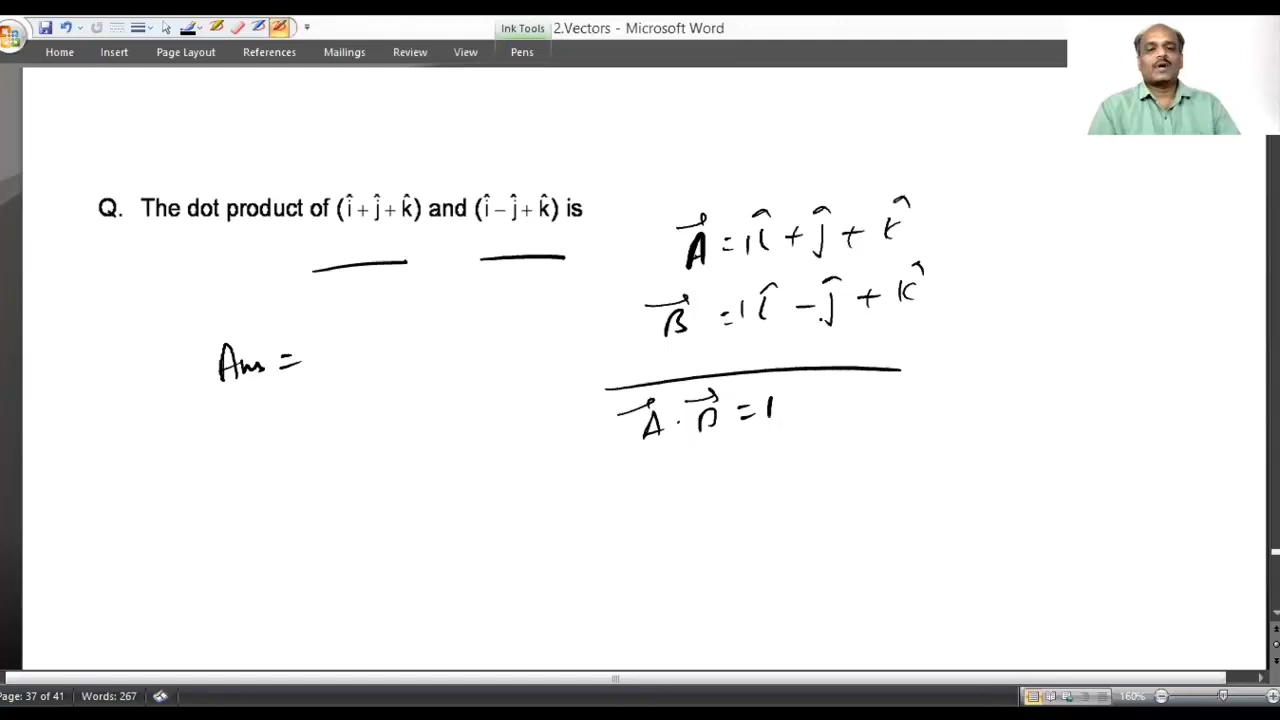 Ink Tools 2.Vectors - Microsoft Word
Home Insert Page Layout References Mailings Review View Pens
Q. The dot product of (î + ĵ + k̂) and (î − ĵ + k̂) is
A⃗ = 1î + ĵ + k̂
B⃗ = 1î − ĵ + k̂
Ans =
A⃗ . B⃗ = 1
Page: 37 of 41 Words: 267 160%